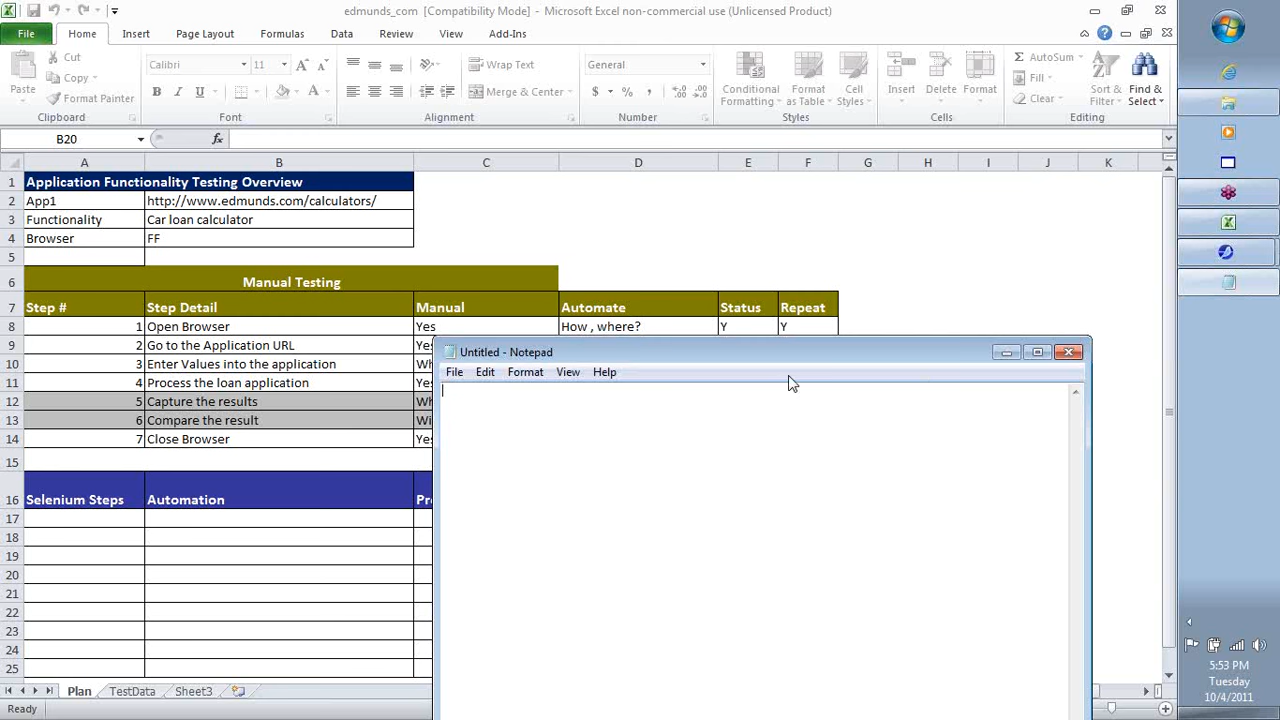 edmunds_com [Compatibility Mode] - Microsoft Excel non-commercial use (Unlicensed Product)
File Home Insert Page Layout Formulas Data Review View Add-Ins
Paste Cut Copy Format Painter
Calibri 11 B I U
Wrap Text Merge & Center
General $ % ,
Conditional Formatting Format as Table Cell Styles
Insert Delete Format
AutoSum Fill Clear Sort & Filter Find & Select
Clipboard Font Alignment Number Styles Cells Editing
B20 fx
A B C D E F G H I J K
1 Application Functionality Testing Overview
2 App1 http://www.edmunds.com/calculators/
3 Functionality Car loan calculator
4 Browser FF
5
6 Manual Testing
7 Step # Step Detail Manual Automate Status Repeat
8 1 Open Browser Yes How , where? Y Y
9 2 Go to the Application URL Ye
10 3 Enter Values into the application Wh
11 4 Process the loan application Yes
12 5 Capture the results Wh
13 6 Compare the result Wi
14 7 Close Browser Yes
15
16 Selenium Steps Automation Pr
17
18
19
20
21
22
23
24
25
Untitled - Notepad
File Edit Format View Help
Plan TestData Sheet3
Ready
5:53 PM
Tuesday
10/4/2011